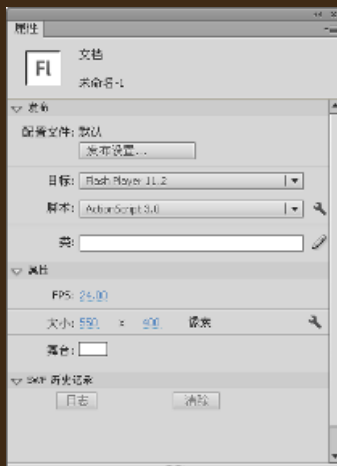 属性
Fl
文档
未命名-1
发布
配置文件: 默认
发布设置...
目标: Flash Player 11.2
脚本: ActionScript 3.0
类:
属性
FPS: 24.00
大小: 550 x 400 像素
舞台:
SWF 历史记录
日志 清除